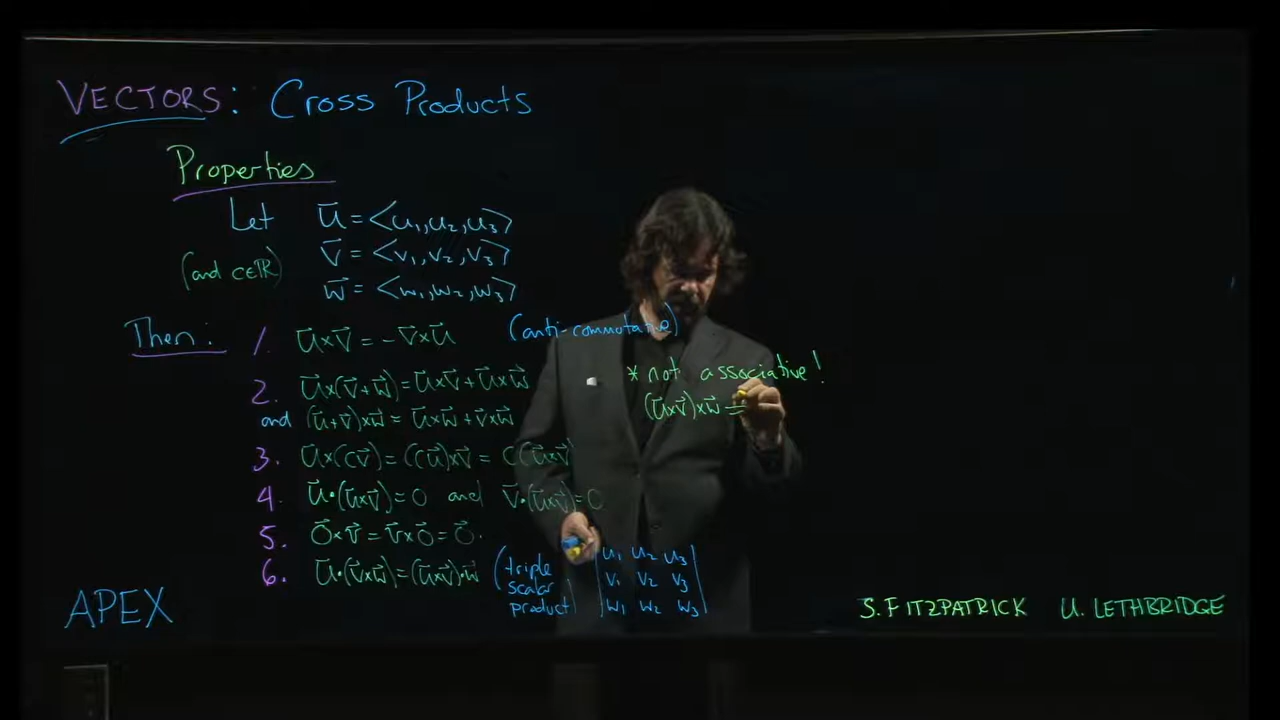 VECTORS: Cross Products
Properties
Let u⃗ = <u₁, u₂, u₃>
(and c∈ℝ) v⃗ = <v₁, v₂, v₃>
w⃗ = <w₁, w₂, w₃>
Then: 1. u⃗×v⃗ = -v⃗×u⃗ (anti-commutative)
2. u⃗×(v⃗+w⃗) = u⃗×v⃗ + u⃗×w⃗ * not associative!
and (u⃗+v⃗)×w⃗ = u⃗×w⃗ + v⃗×w⃗ (u⃗×v⃗)×w⃗ =
3. u⃗×(cv⃗) = (cu⃗)×v⃗ = c(u⃗×v⃗)
4. u⃗•(u⃗×v⃗) = 0 and v⃗•(u⃗×v⃗) = 0
5. 0⃗×v⃗ = v⃗×0⃗ = 0⃗.
6. u⃗•(v⃗×w⃗) = (u⃗×v⃗)•w⃗ (triple scalar product) |u₁ u₂ u₃
v₁ v₂ v₃
w₁ w₂ w₃|
APEX
S. FITZPATRICK U. LETHBRIDGE